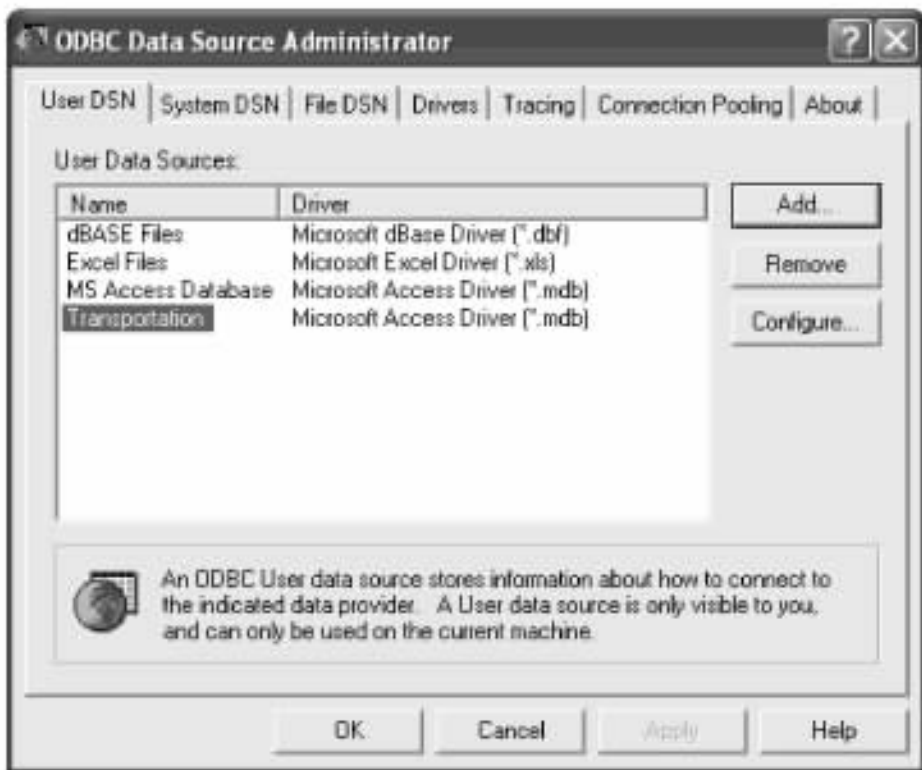 ODBC Data Source Administrator
User DSN System DSN File DSN Drivers Tracing Connection Pooling About
User Data Sources:
Name Driver
dBASE Files Microsoft dBase Driver (*.dbf)
Excel Files Microsoft Excel Driver (*.xls)
MS Access Database Microsoft Access Driver (*.mdb)
Transportation Microsoft Access Driver (*.mdb)
Add...
Remove
Configure...
An ODBC User data source stores information about how to connect to
the indicated data provider. A User data source is only visible to you,
and can only be used on the current machine.
OK Cancel Apply Help